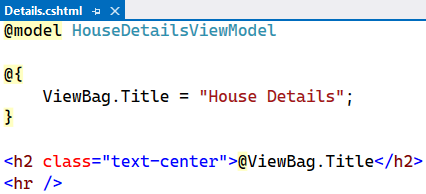 Details.cshtml
@model HouseDetailsViewModel
@{
    ViewBag.Title = "House Details";
}
<h2 class="text-center">@ViewBag.Title</h2>
<hr />